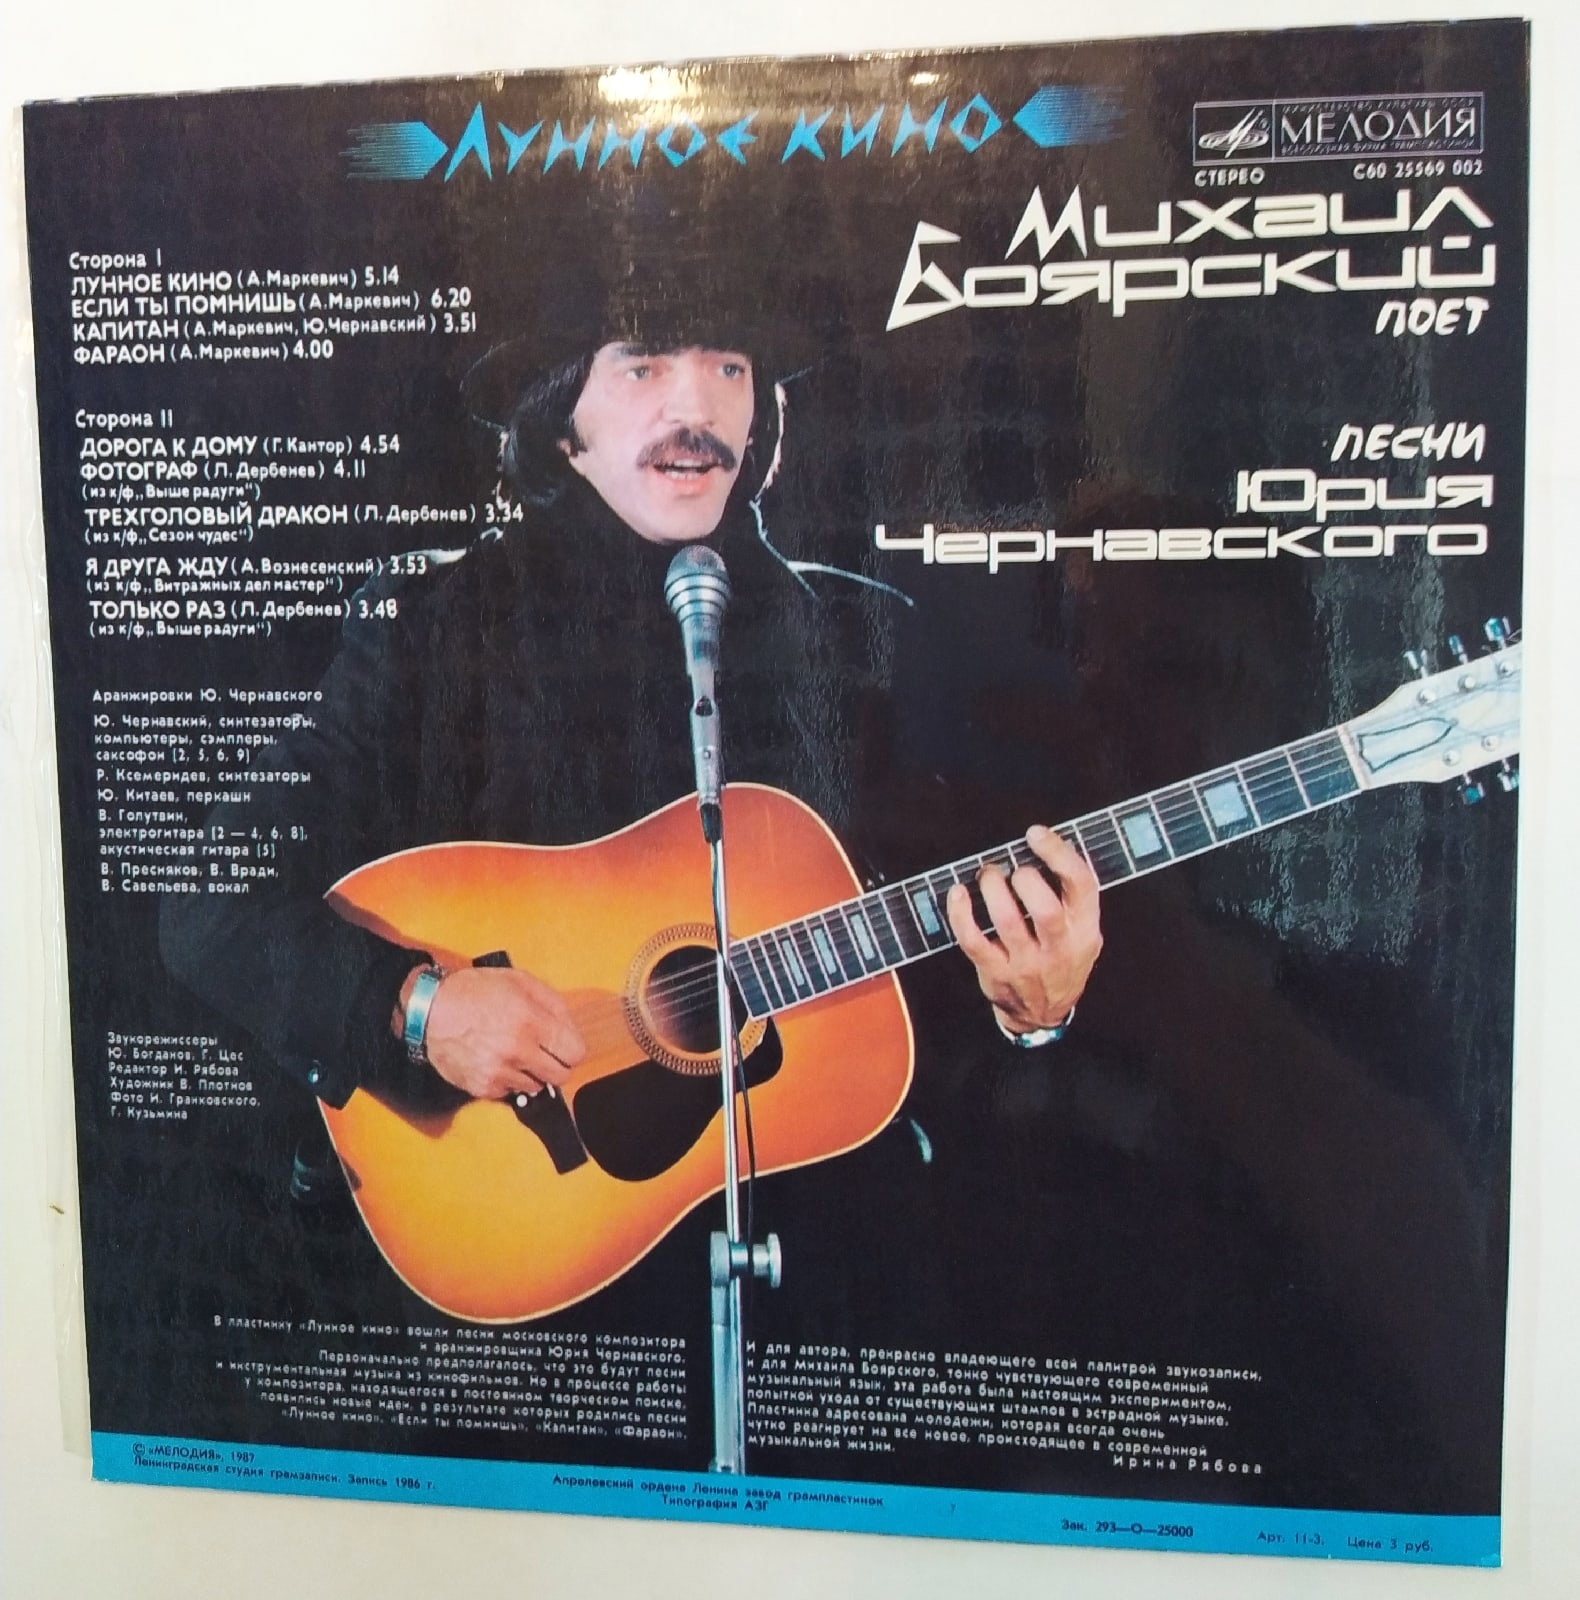 ЛУННОЕ КИНО
МИНИСТЕРСТВО КУЛЬТУРЫ СССР
МЕЛОДИЯ
ВСЕСОЮЗНАЯ ФИРМА ГРАМПЛАСТИНОК
СТЕРЕО С60 25569 002
Михаил
Боярский
поет
песни
Юрия
Чернавского
Сторона I
ЛУННОЕ КИНО (А.Маркевич) 5.14
ЕСЛИ ТЫ ПОМНИШЬ (А.Маркевич) 6.20
КАПИТАН (А.Маркевич, Ю.Чернавский) 3.51
ФАРАОН (А.Маркевич) 4.00
Сторона II
ДОРОГА К ДОМУ (Г. Кантор) 4.54
ФОТОГРАФ (Л. Дербенев) 4.11
(из к/ф „Выше радуги“)
ТРЕХГОЛОВЫЙ ДРАКОН (Л. Дербенев) 3.34
(из к/ф „Сезон чудес“)
Я ДРУГА ЖДУ (А. Вознесенский) 3.53
(из к/ф „Витражных дел мастер“)
ТОЛЬКО РАЗ (Л. Дербенев) 3.48
(из к/ф „Выше радуги“)
Аранжировки Ю. Чернавского
Ю. Чернавский, синтезаторы,
компьютеры, сэмплеры,
саксофон (2, 5, 6, 9)
Р. Ксемеридев, синтезаторы
Ю. Китаев, перкаши
В. Голутвин,
электрогитара (2 — 4, 6, 8),
акустическая гитара (5)
В. Пресняков, В. Вради,
В. Савельева, вокал
Звукорежиссеры
Ю. Богданов, Г. Цес
Редактор И. Рябова
Художник В. Плотнов
Фото И. Гранковского,
Г. Кузьмина
В пластинку «Лунное кино» вошли песни московского композитора
и аранжировщика Юрия Чернавского.
Первоначально предполагалось, что это будут песни
и инструментальная музыка из кинофильмов. Но в процессе работы
у композитора, находящегося в постоянном творческом поиске,
появились новые идеи, в результате которых родились песни
«Лунное кино», «Если ты помнишь», «Капитан», «Фараон».
И для автора, прекрасно владеющего всей палитрой звукозаписи,
и для Михаила Боярского, тонко чувствующего современный
музыкальный язык, эта работа была настоящим экспериментом,
попыткой ухода от существующих штампов в эстрадной музыке.
Пластинка адресована молодежи, которая всегда очень
чутко реагирует на все новое, происходящее в современной
музыкальной жизни.
Ирина Рябова
© «МЕЛОДИЯ», 1987
Ленинградская студия грамзаписи. Запись 1986 г.
Апрелевский ордена Ленина завод грампластинок
Типография АЗГ
Зак. 293—О—25000 Арт. 11-3. Цена 3 руб.